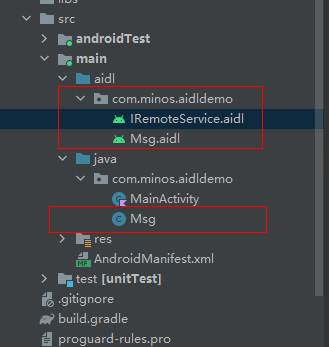 libs
src
androidTest
main
aidl
com.minos.aidldemo
IRemoteService.aidl
Msg.aidl
java
com.minos.aidldemo
MainActivity
Msg
res
AndroidManifest.xml
test [unitTest]
.gitignore
build.gradle
proguard-rules.pro